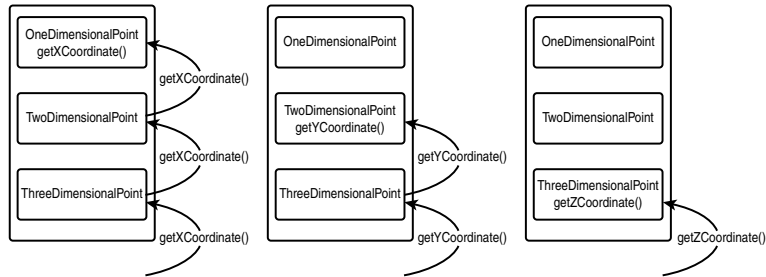 OneDimensionalPoint
getXCoordinate()
getXCoordinate()
TwoDimensionalPoint
getXCoordinate()
ThreeDimensionalPoint
getXCoordinate()
OneDimensionalPoint
TwoDimensionalPoint
getYCoordinate()
getYCoordinate()
ThreeDimensionalPoint
getYCoordinate()
OneDimensionalPoint
TwoDimensionalPoint
ThreeDimensionalPoint
getZCoordinate()
getZCoordinate()